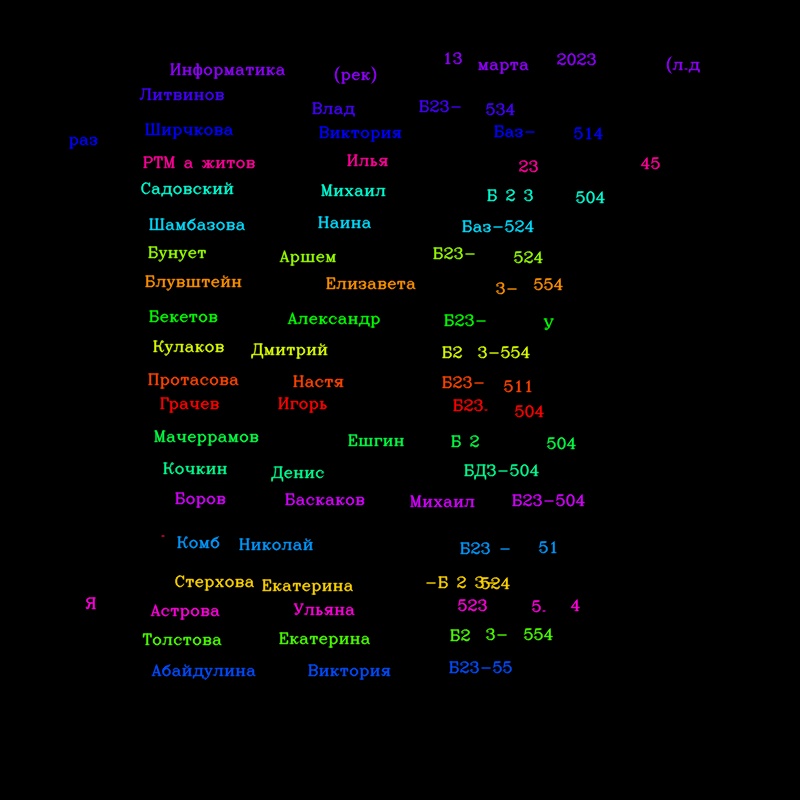 Информатика (рек) 13 марта 2023 (л.д
Литвинов Влад Б23- 534
раз Ширчкова Виктория Баз- 514
РТМ а житов Илья 23 45
Садовский Михаил Б 2 3 504
Шамбазова Наина Баз-524
Бунует Аршем Б23- 524
Блувштейн Елизавета 3- 554
Бекетов Александр Б23- у
Кулаков Дмитрий Б2 3-554
Протасова Настя Б23- 511
Грачев Игорь Б23. 504
Мачеррамов Ешгин Б 2 504
Кочкин Денис БД3-504
Боров Баскаков Михаил Б23-504
Комб Николай Б23 - 51
Стерхова Екатерина -Б 2 3- 524
Я Астрова Ульяна 523 5. 4
Толстова Екатерина Б2 3- 554
Абайдулина Виктория Б23-55